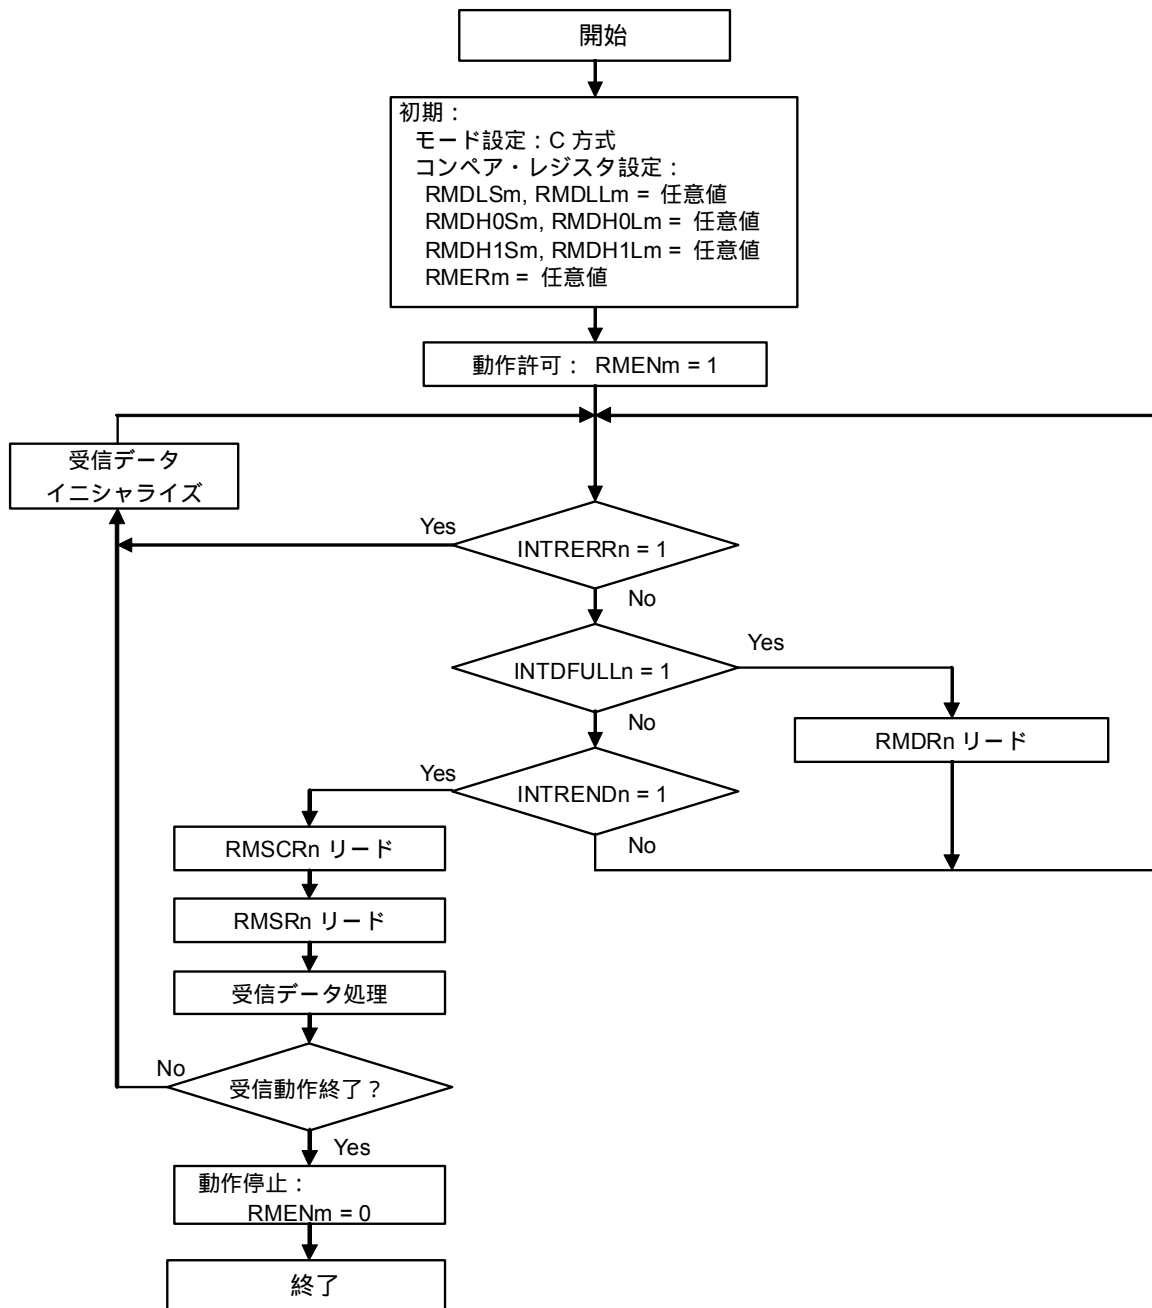 開始
初期：
モード設定：C 方式
コンペア・レジスタ設定：
RMDLSm, RMDLLm = 任意値
RMDH0Sm, RMDH0Lm = 任意値
RMDH1Sm, RMDH1Lm = 任意値
RMERm = 任意値
動作許可： RMENm = 1
受信データ
イニシャライズ
Yes
INTRERRn = 1
No
Yes
INTDFULLn = 1
No
RMDRn リード
Yes
INTRENDn = 1
No
RMSCRn リード
RMSRn リード
受信データ処理
No
受信動作終了？
Yes
動作停止：
RMENm = 0
終了